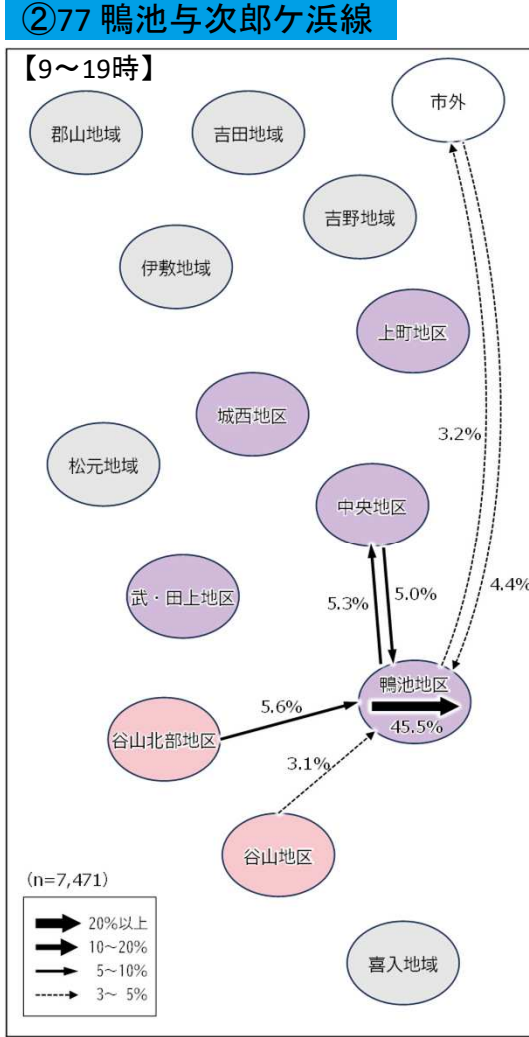 ②77 鴨池与次郎ケ浜線
【9～19時】
市外
郡山地域
吉田地域
吉野地域
伊敷地域
上町地区
城西地区
3.2%
松元地域
中央地区
4.4%
武・田上地区
5.3%
5.0%
鴨池地区
45.5%
5.6%
谷山北部地区
3.1%
谷山地区
(n=7,471)
20%以上
10～20%
5～10%
3～ 5%
喜入地域